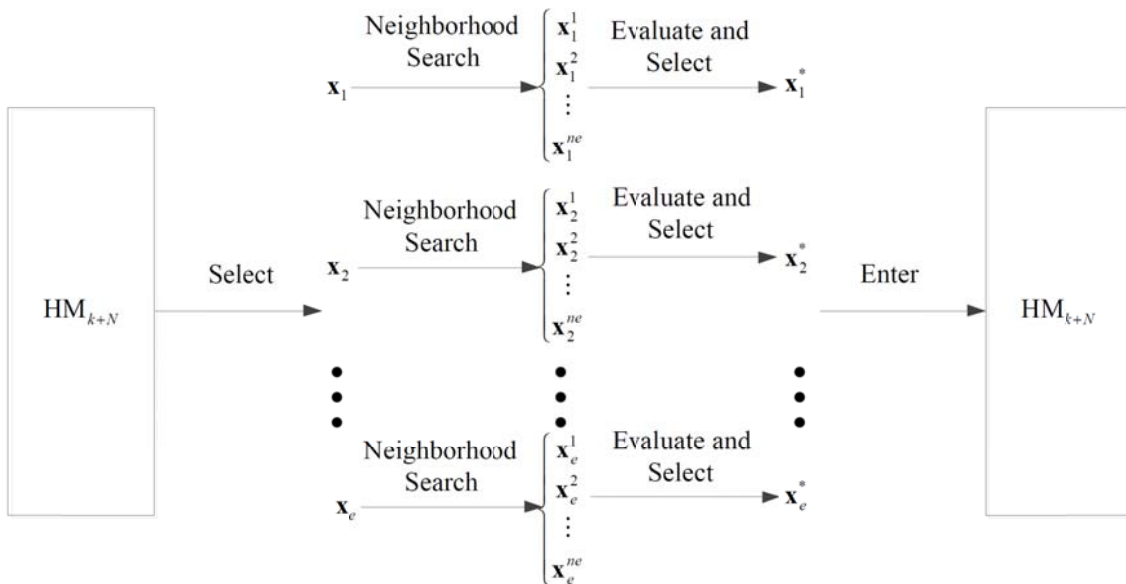 HM_{k+N}
Select
x_1
Neighborhood
Search
x_1^1
x_1^2
⋮
x_1^{ne}
Evaluate and
Select
x_1^*
x_2
Neighborhood
Search
x_2^1
x_2^2
⋮
x_2^{ne}
Evaluate and
Select
x_2^*
x_e
Neighborhood
Search
x_e^1
x_e^2
⋮
x_e^{ne}
Evaluate and
Select
x_e^*
Enter
HM_{k+N}